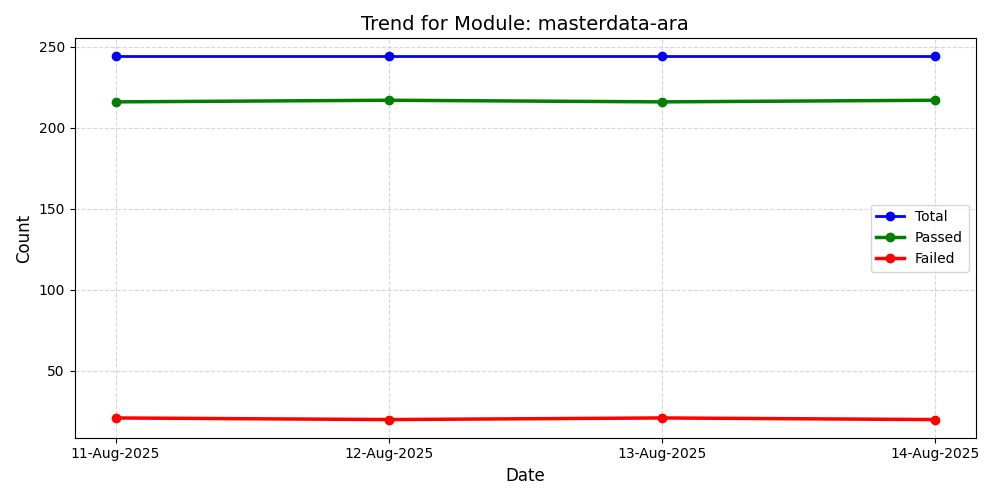 Trend for Module: masterdata-ara
250
200
150
100
50
Count
Total
Passed
Failed
11-Aug-2025
12-Aug-2025
13-Aug-2025
14-Aug-2025
Date